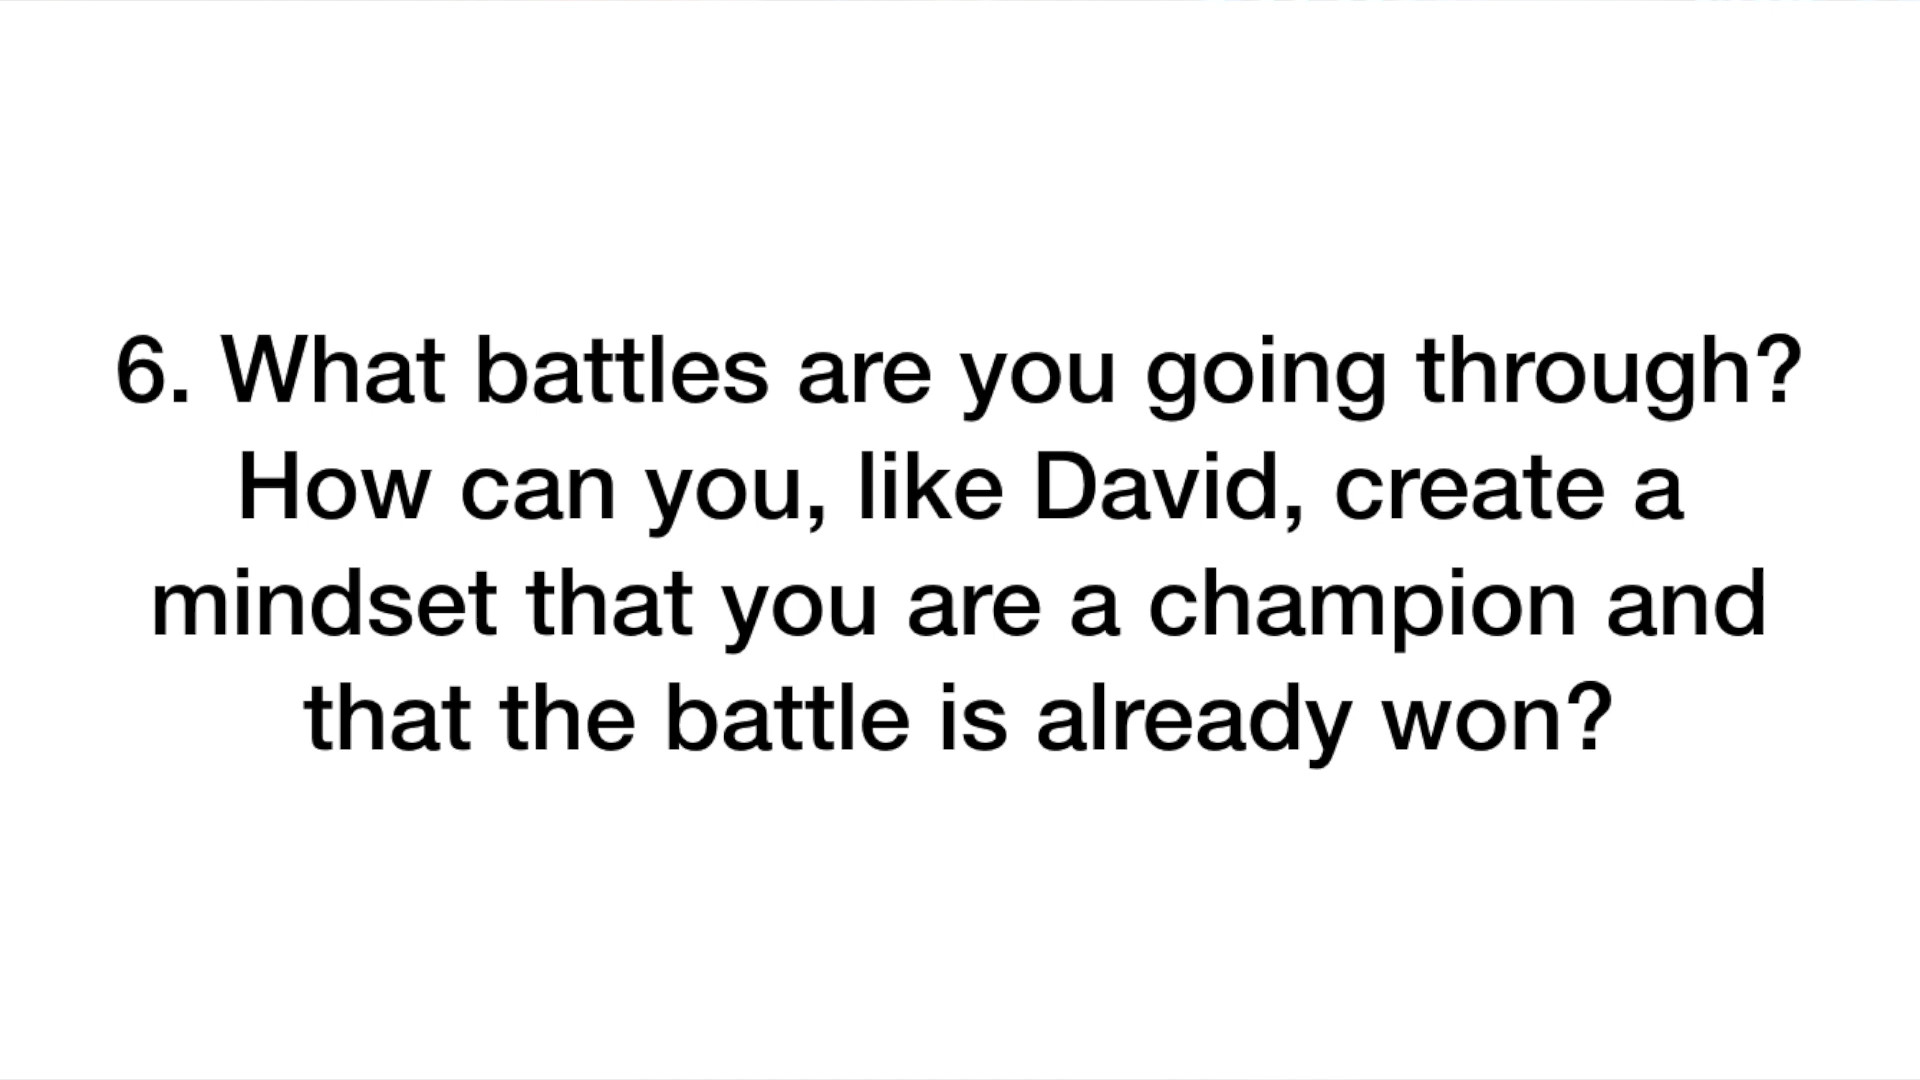 6. What battles are you going through?
How can you, like David, create a
mindset that you are a champion and
that the battle is already won?